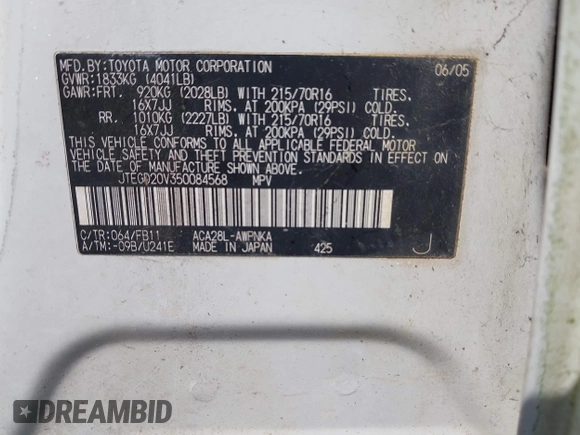 MFD.BY:TOYOTA MOTOR CORPORATION 06/05
GVWR:1833KG (4041LB)
GAWR:FRT. 920KG (2028LB) WITH 215/70R16 TIRES,
16X7JJ RIMS, AT 200KPA (29PSI) COLD.
RR. 1010KG (2227LB) WITH 215/70R16 TIRES,
16X7JJ RIMS, AT 200KPA (29PSI) COLD.
THIS VEHICLE CONFORMS TO ALL APPLICABLE FEDERAL MOTOR
VEHICLE SAFETY AND THEFT PREVENTION STANDARDS IN EFFECT
ON THE DATE OF MANUFACTURE SHOWN ABOVE.
JTEGD20V350084568 MPV
C/TR:064/FB11 ACA28L-AWPNKA
A/TM:-09B/U241E MADE IN JAPAN 425 J
DREAMBID